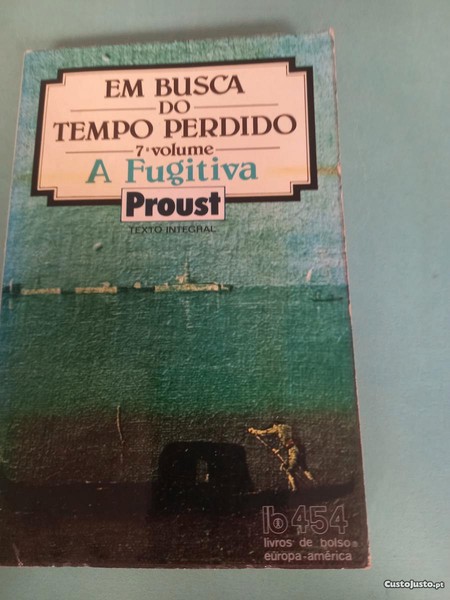 EM BUSCA
DO
TEMPO PERDIDO
7º volume
A Fugitiva
Proust
TEXTO INTEGRAL
lb 454
livros de bolso
europa-américa
CustoJusto.pt